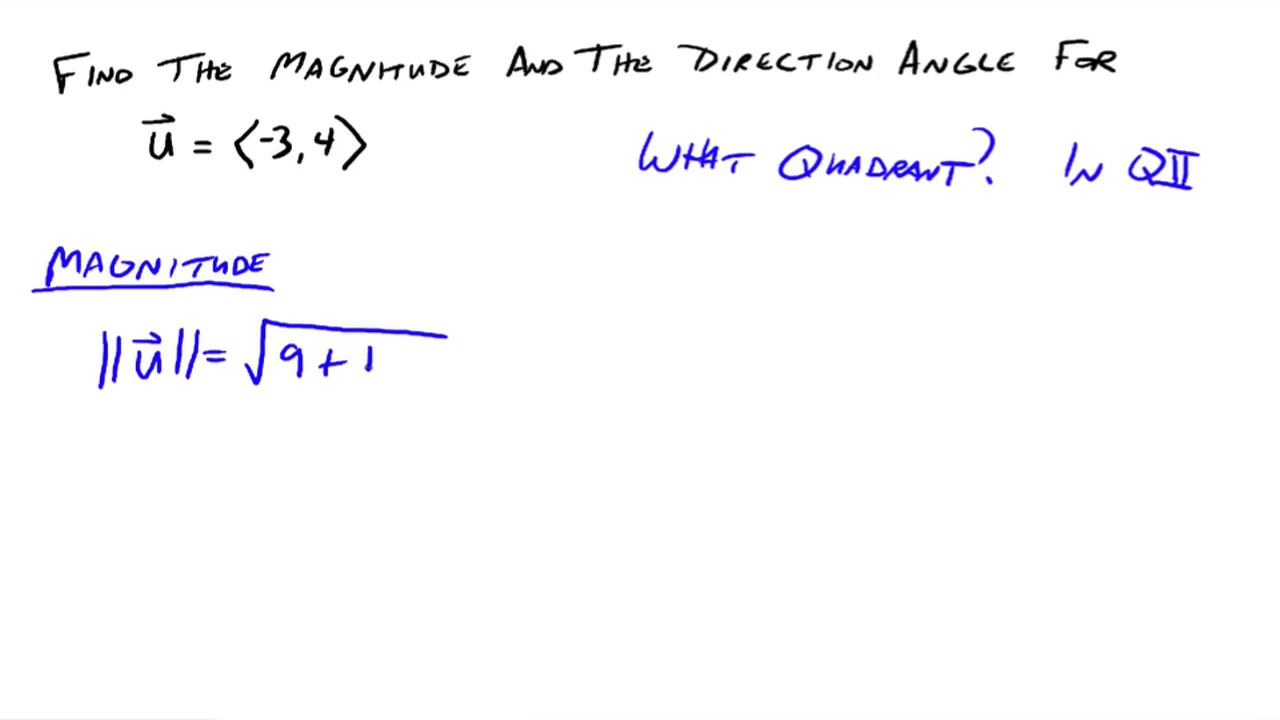 FIND THE MAGNITUDE AND THE DIRECTION ANGLE FOR
u⃗ = ⟨-3, 4⟩
WHAT QUADRANT? IN QII
MAGNITUDE
||u⃗|| = √9 + 1